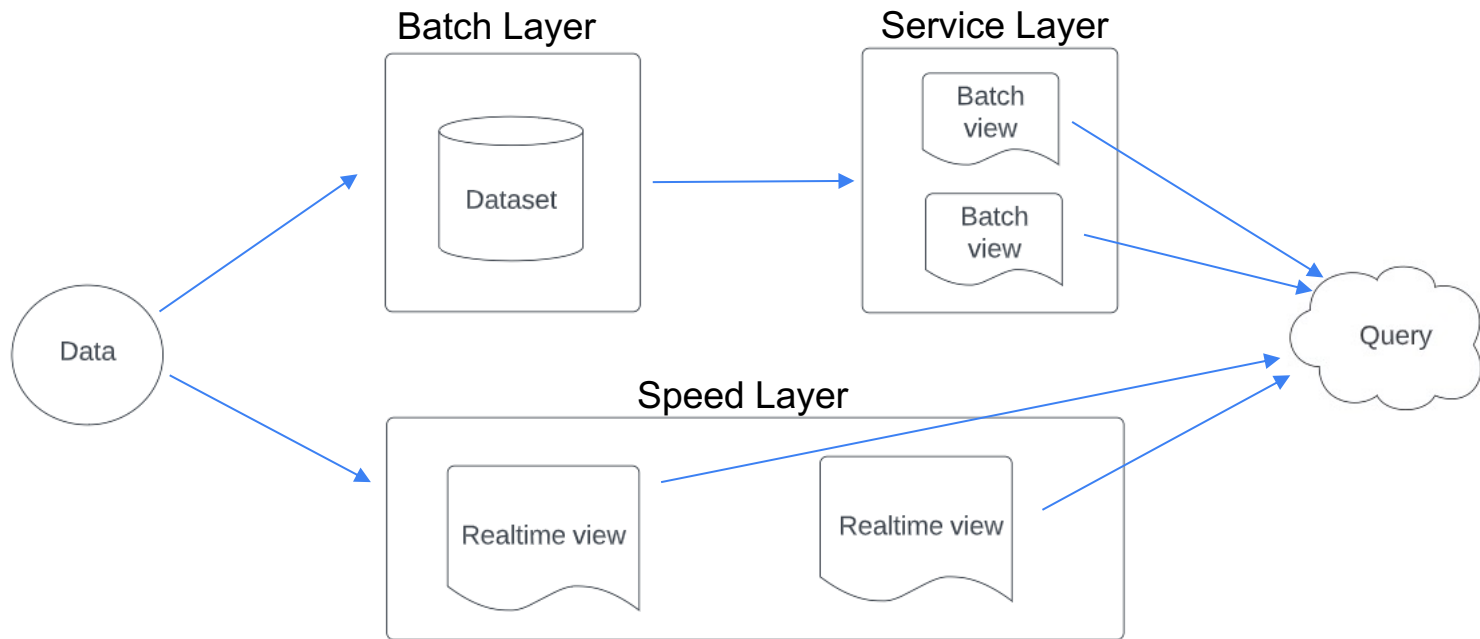 Batch Layer
Service Layer
Batch
view
Dataset
Batch
view
Data
Query
Speed Layer
Realtime view
Realtime view